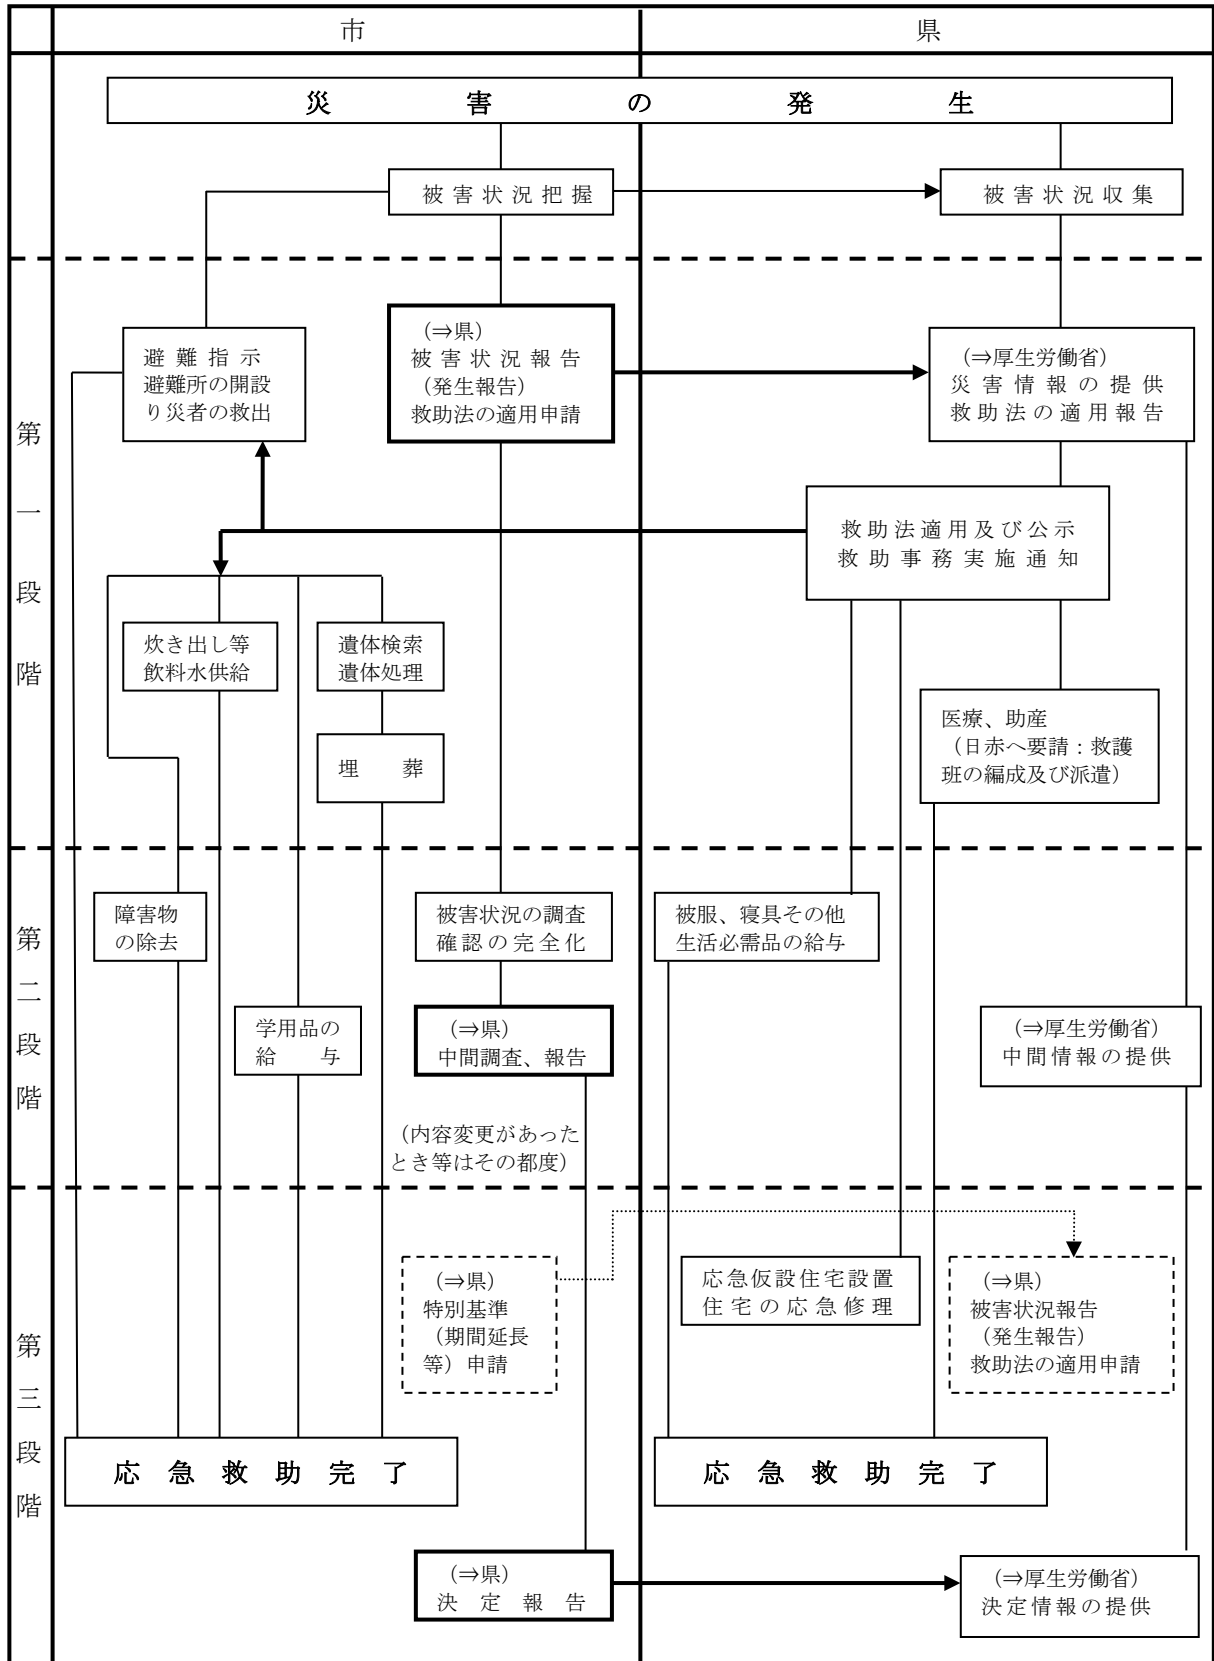 市
県
災害の発生
被害状況把握
被害状況収集
第一段階
避難指示
避難所の開設
り災者の救出
(⇒県)
被害状況報告
(発生報告)
救助法の適用申請
(⇒厚生労働省)
災害情報の提供
救助法の適用報告
救助法適用及び公示
救助事務実施通知
炊き出し等
飲料水供給
遺体検索
遺体処理
埋葬
医療、助産
(日赤へ要請：救護
班の編成及び派遣)
第二段階
障害物
の除去
被害状況の調査
確認の完全化
被服、寝具その他
生活必需品の給与
学用品の
給与
(⇒県)
中間調査、報告
(⇒厚生労働省)
中間情報の提供
(内容変更があった
とき等はその都度)
第三段階
(⇒県)
特別基準
(期間延長
等)申請
応急仮設住宅設置
住宅の応急修理
(⇒県)
被害状況報告
(発生報告)
救助法の適用申請
応急救助完了
応急救助完了
(⇒県)
決定報告
(⇒厚生労働省)
決定情報の提供